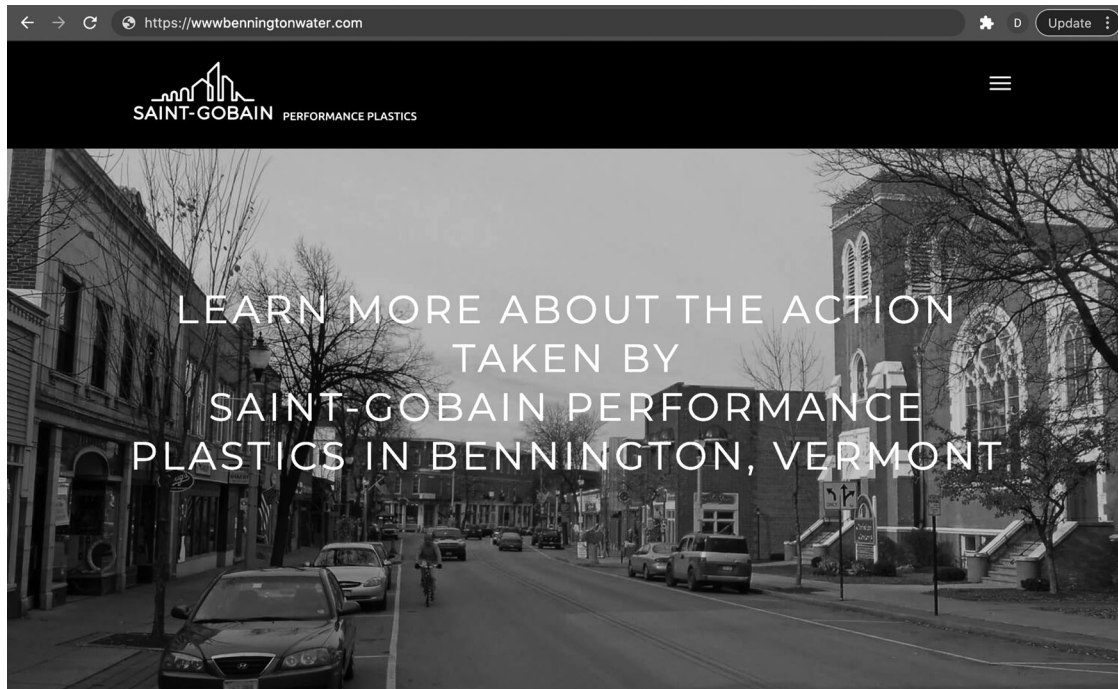 https://wwwbenningtonwater.com
D
Update
SAINT-GOBAIN PERFORMANCE PLASTICS
LEARN MORE ABOUT THE ACTION
TAKEN BY
SAINT-GOBAIN PERFORMANCE
PLASTICS IN BENNINGTON, VERMONT
ONLY